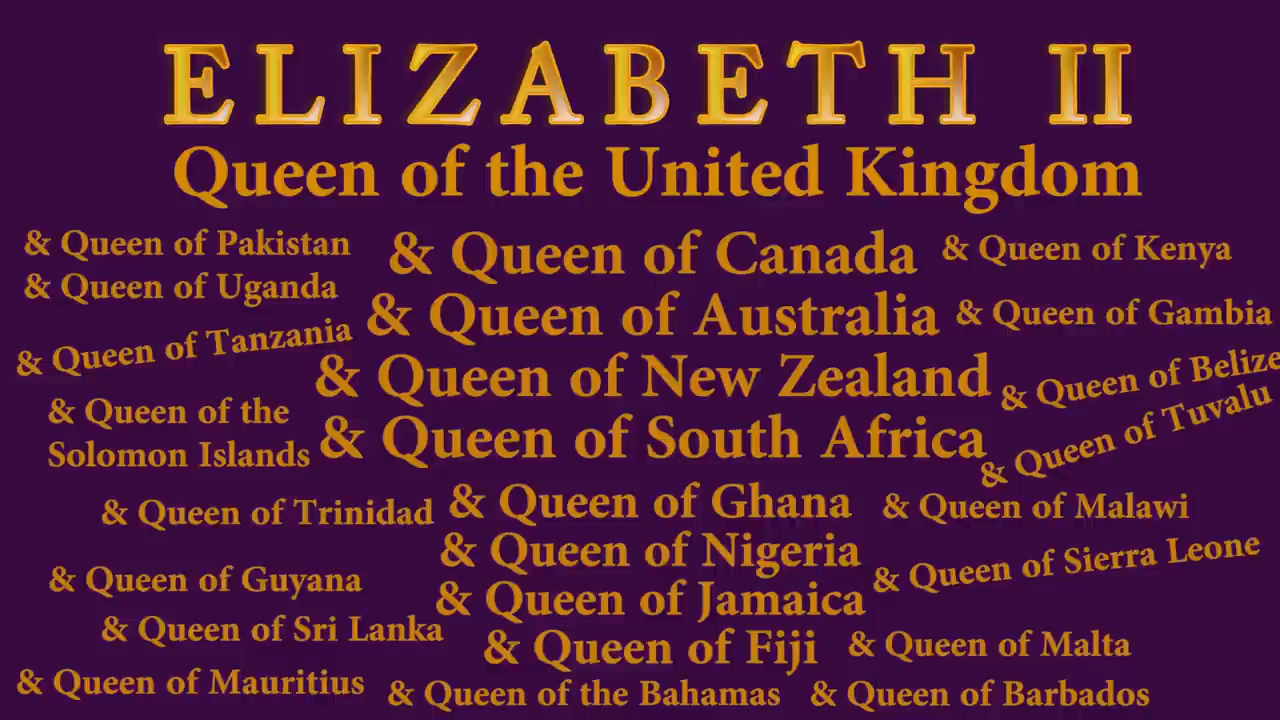 ELIZABETH II
Queen of the United Kingdom
& Queen of Pakistan
& Queen of Canada
& Queen of Kenya
& Queen of Uganda
& Queen of Australia
& Queen of Gambia
& Queen of Tanzania
& Queen of New Zealand
& Queen of Belize
& Queen of the
Solomon Islands
& Queen of South Africa
& Queen of Tuvalu
& Queen of Trinidad
& Queen of Ghana
& Queen of Malawi
& Queen of Nigeria
& Queen of Sierra Leone
& Queen of Guyana
& Queen of Jamaica
& Queen of Sri Lanka
& Queen of Fiji
& Queen of Malta
& Queen of Mauritius
& Queen of the Bahamas
& Queen of Barbados